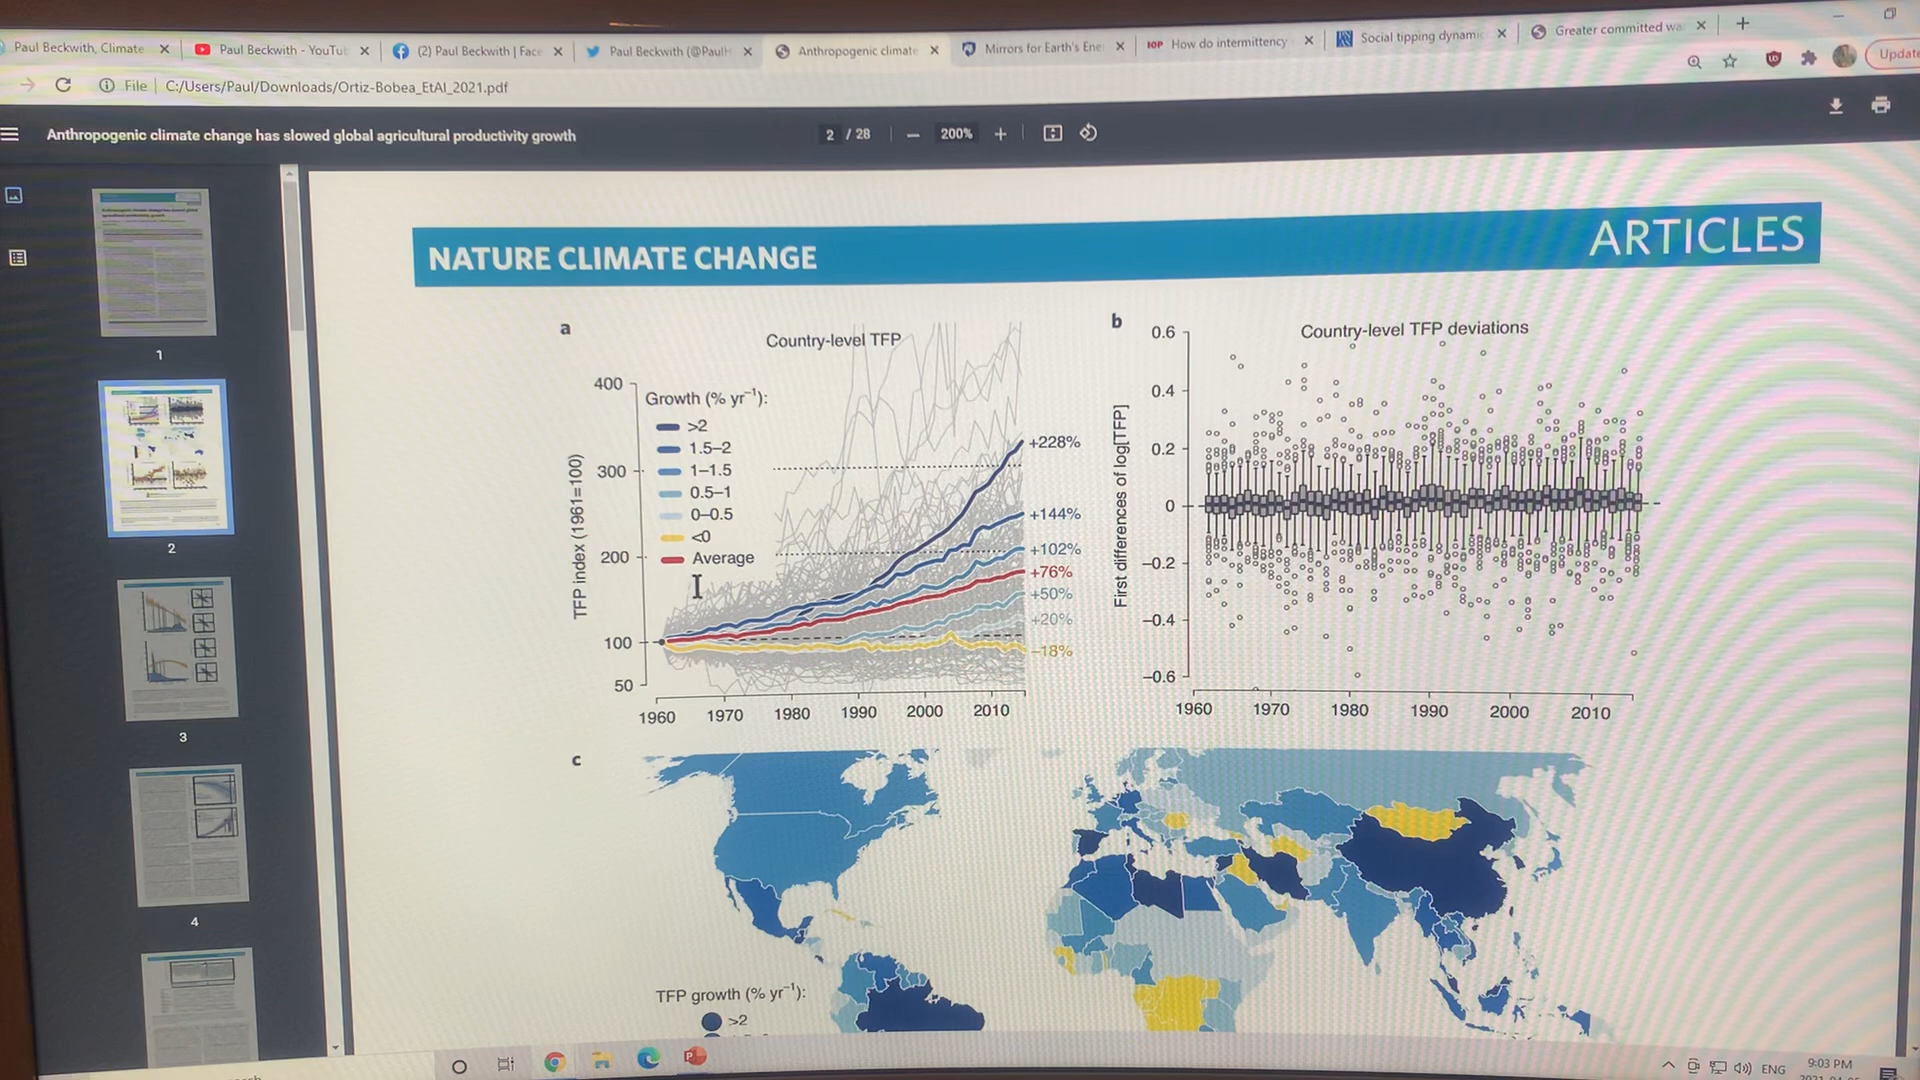 Paul Beckwith, Climate
Paul Beckwith - YouTu
(2) Paul Beckwith | Face
Paul Beckwith (@PaulH
Anthropogenic climate
Mirrors for Earth's Ene
IOP How do intermittency
Social tipping dynamic
Greater committed wa
File C:/Users/Paul/Downloads/Ortiz-Bobea_EtAl_2021.pdf
Update
Anthropogenic climate change has slowed global agricultural productivity growth
2 / 28
200%
1
2
3
4
NATURE CLIMATE CHANGE
ARTICLES
a
Country-level TFP
400
300
200
100
50
TFP index (1961=100)
Growth (% yr⁻¹):
>2
1.5–2
1–1.5
0.5–1
0–0.5
<0
Average
+228%
+144%
+102%
+76%
+50%
+20%
–18%
1960 1970 1980 1990 2000 2010
b
Country-level TFP deviations
0.6
0.4
0.2
0
–0.2
–0.4
–0.6
First differences of log[TFP]
1960 1970 1980 1990 2000 2010
c
TFP growth (% yr⁻¹):
>2
ENG
9:03 PM